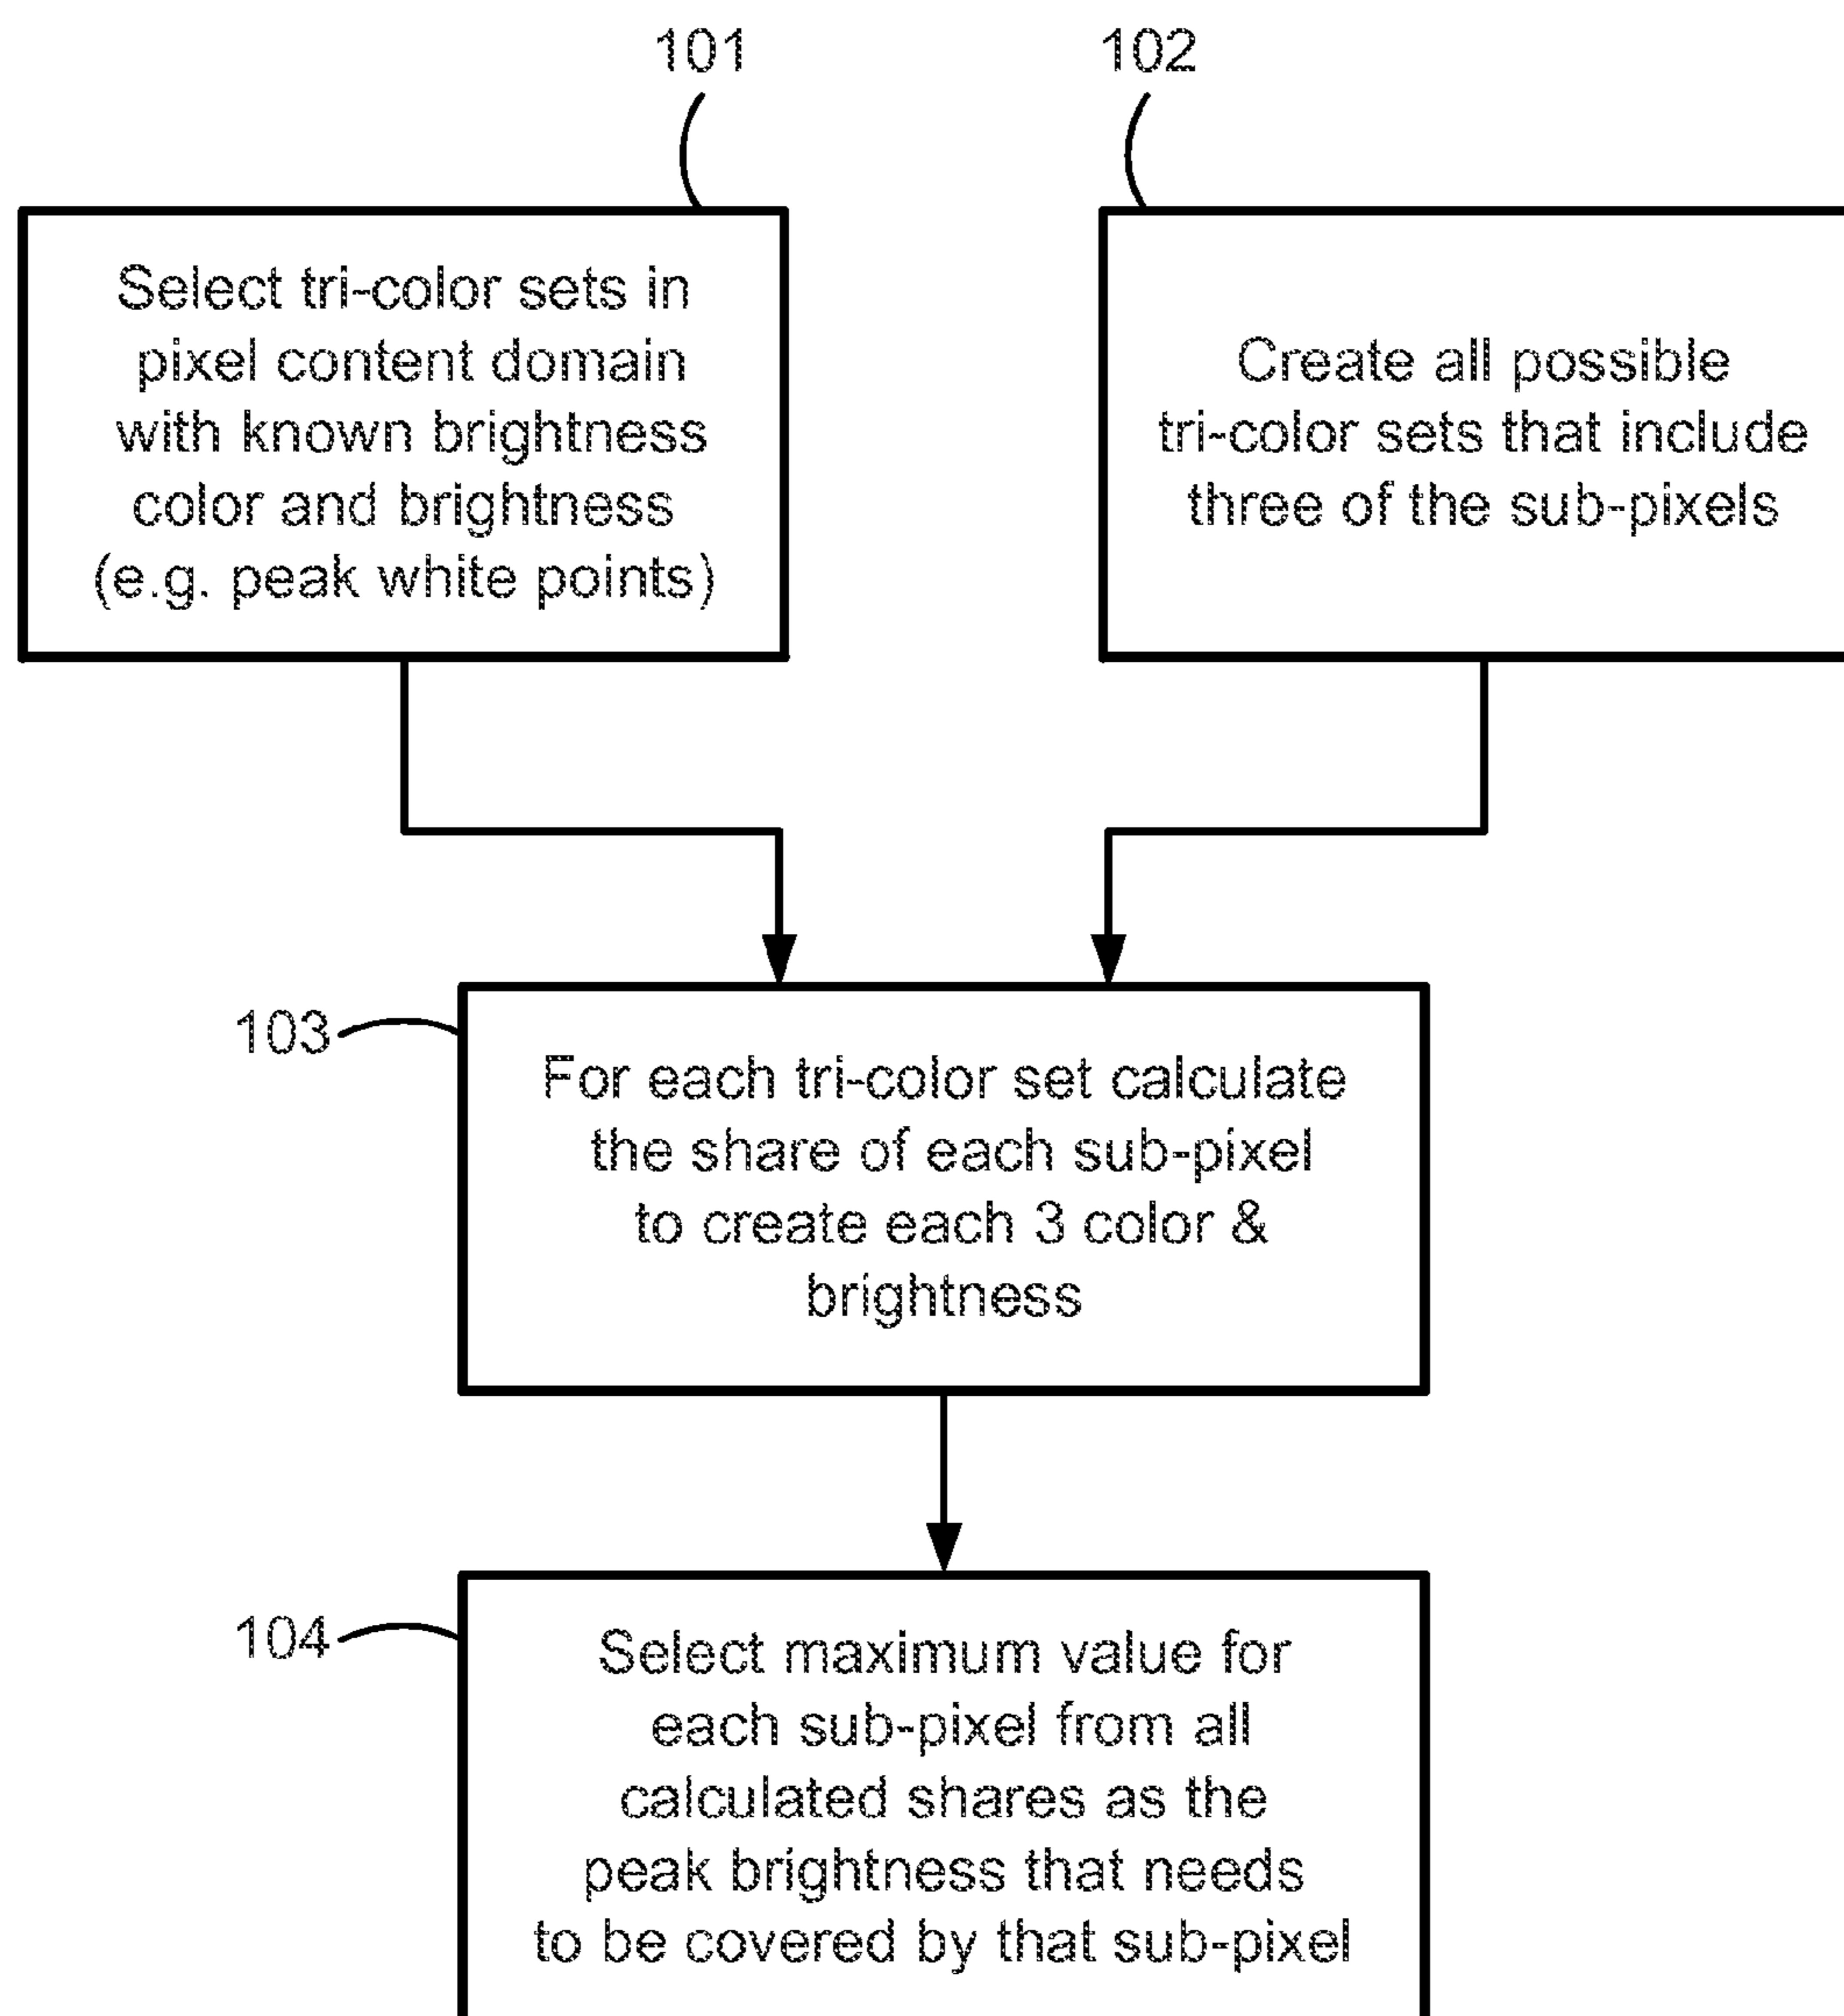 101
102
Select tri-color sets in
pixel content domain
with known brightness
color and brightness
(e.g. peak white points)
Create all possible
tri-color sets that include
three of the sub-pixels
103
For each tri-color set calculate
the share of each sub-pixel
to create each 3 color &
brightness
104
Select maximum value for
each sub-pixel from all
calculated shares as the
peak brightness that needs
to be covered by that sub-pixel